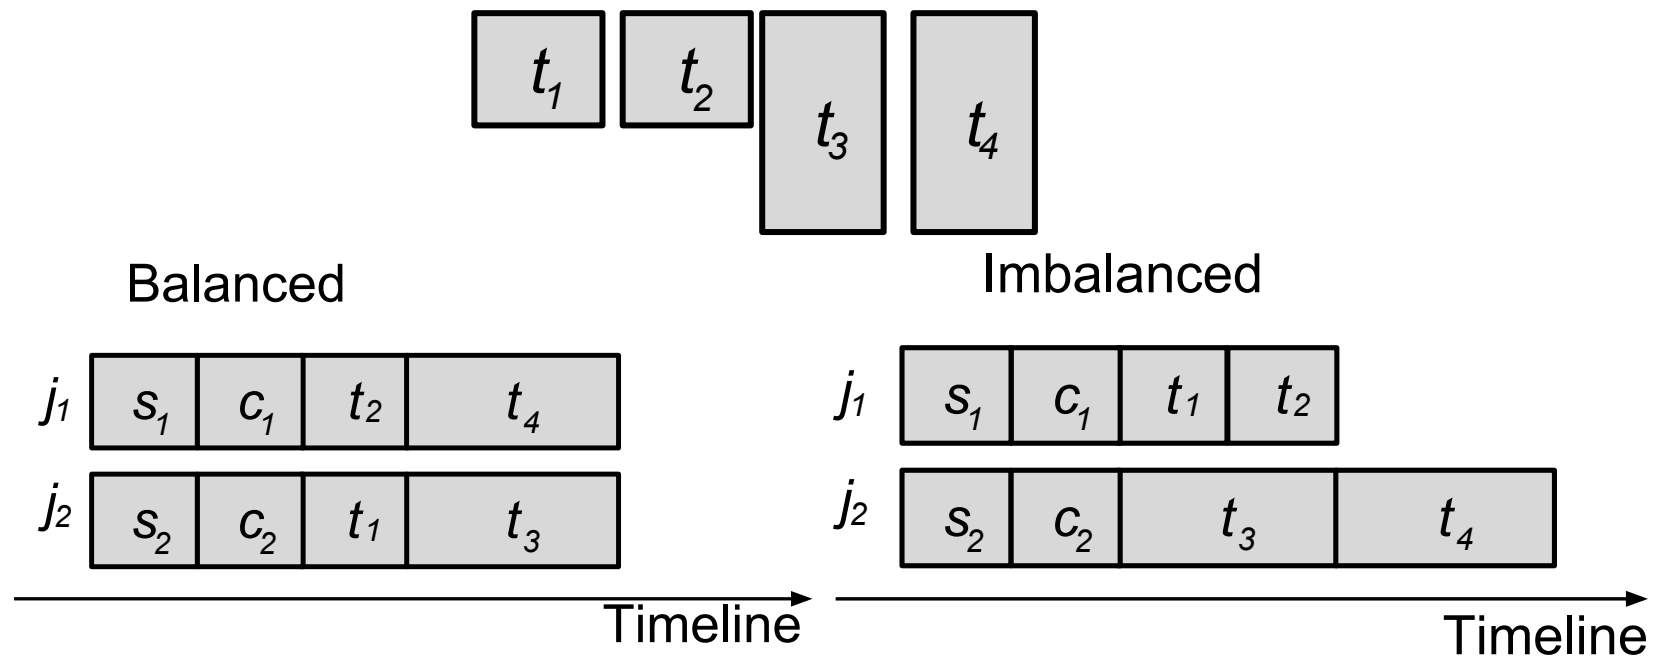 t1 t2 t3 t4
Balanced
j1 s1 c1 t2 t4
j2 s2 c2 t1 t3
Timeline
Imbalanced
j1 s1 c1 t1 t2
j2 s2 c2 t3 t4
Timeline